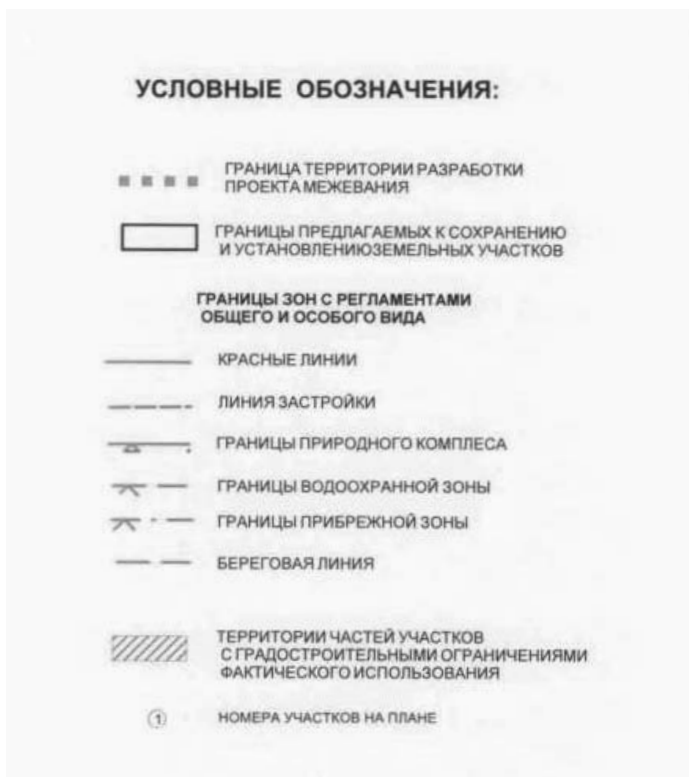 УСЛОВНЫЕ ОБОЗНАЧЕНИЯ:
ГРАНИЦА ТЕРРИТОРИИ РАЗРАБОТКИ
ПРОЕКТА МЕЖЕВАНИЯ
ГРАНИЦЫ ПРЕДЛАГАЕМЫХ К СОХРАНЕНИЮ
И УСТАНОВЛЕНИЮЗЕМЕЛЬНЫХ УЧАСТКОВ
ГРАНИЦЫ ЗОН С РЕГЛАМЕНТАМИ
ОБЩЕГО И ОСОБОГО ВИДА
КРАСНЫЕ ЛИНИИ
ЛИНИЯ ЗАСТРОЙКИ
ГРАНИЦЫ ПРИРОДНОГО КОМПЛЕСА
ГРАНИЦЫ ВОДООХРАННОЙ ЗОНЫ
ГРАНИЦЫ ПРИБРЕЖНОЙ ЗОНЫ
БЕРЕГОВАЯ ЛИНИЯ
ТЕРРИТОРИИ ЧАСТЕЙ УЧАСТКОВ
С ГРАДОСТРОИТЕЛЬНЫМИ ОГРАНИЧЕНИЯМИ
ФАКТИЧЕСКОГО ИСПОЛЬЗОВАНИЯ
1 НОМЕРА УЧАСТКОВ НА ПЛАНЕ